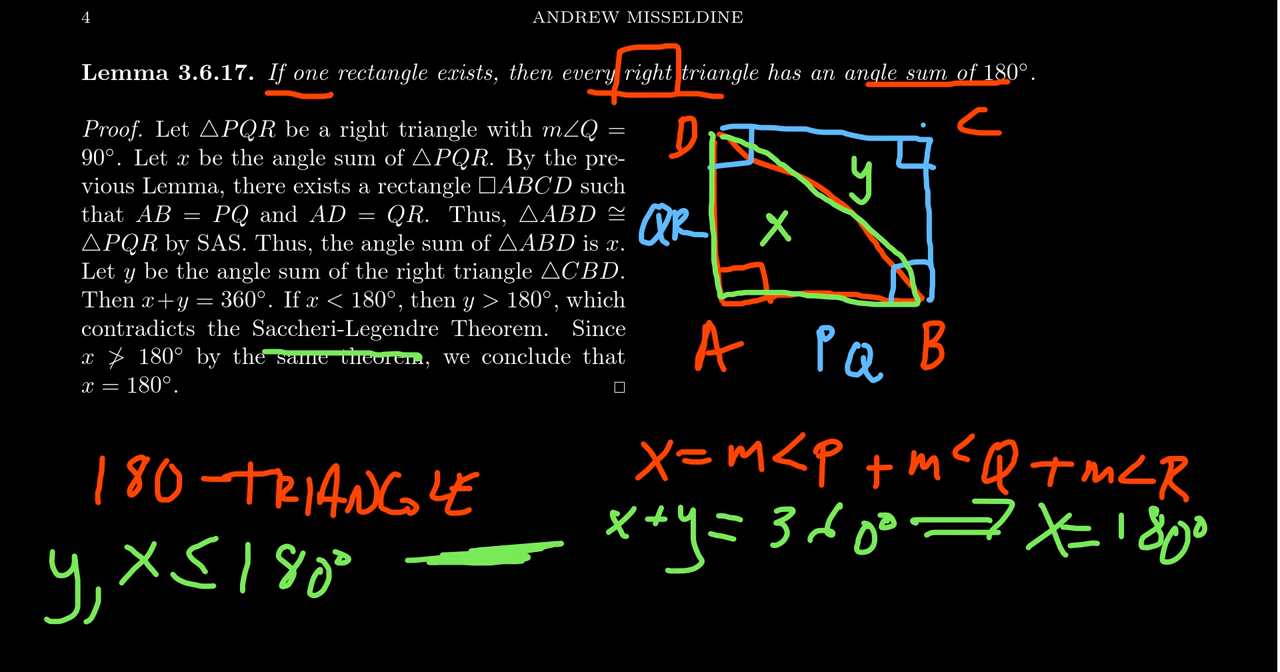 4 ANDREW MISSELDINE
Lemma 3.6.17. If one rectangle exists, then every right triangle has an angle sum of 180°.
Proof. Let △PQR be a right triangle with m∠Q =
90°. Let x be the angle sum of △PQR. By the pre-
vious Lemma, there exists a rectangle □ABCD such
that AB = PQ and AD = QR. Thus, △ABD ≅
△PQR by SAS. Thus, the angle sum of △ABD is x.
Let y be the angle sum of the right triangle △CBD.
Then x+y = 360°. If x < 180°, then y > 180°, which
contradicts the Saccheri-Legendre Theorem. Since
x ≯ 180° by the same theorem, we conclude that
x = 180°. □
D C
y
QR X
A PQ B
180-TRIANGLE
X = m<P + m<Q + m<R
x + y = 360° ⟹ X = 180°
y, x ≤ 180°